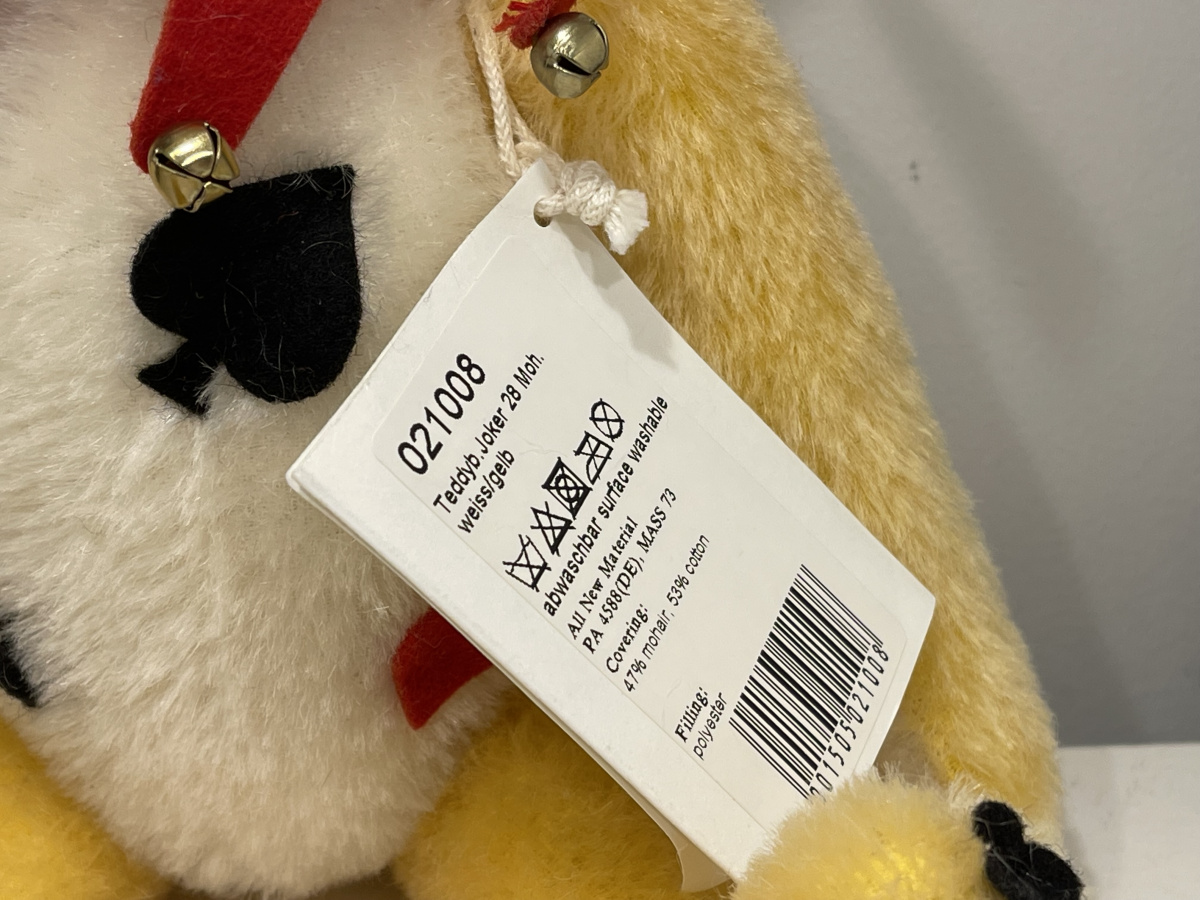 021008
Teddyb.Joker 28 Moh.
weiss/gelb
abwaschbar surface washable
All New Material
PA 4588(DE), MASS 73
Covering:
47% mohair, 53% cotton
Filling:
polyester
001505021008